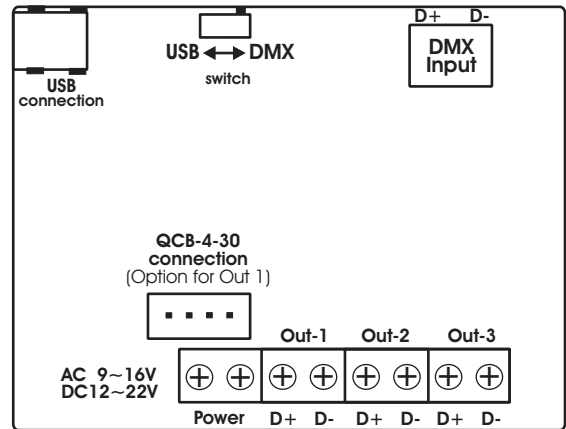 D+ D-
USB ◄─► DMX
switch
DMX
Input
USB
connection
QCB-4-30
connection
(Option for Out 1)
Out-1 Out-2 Out-3
AC 9~16V
DC12~22V
Power D+ D- D+ D- D+ D-